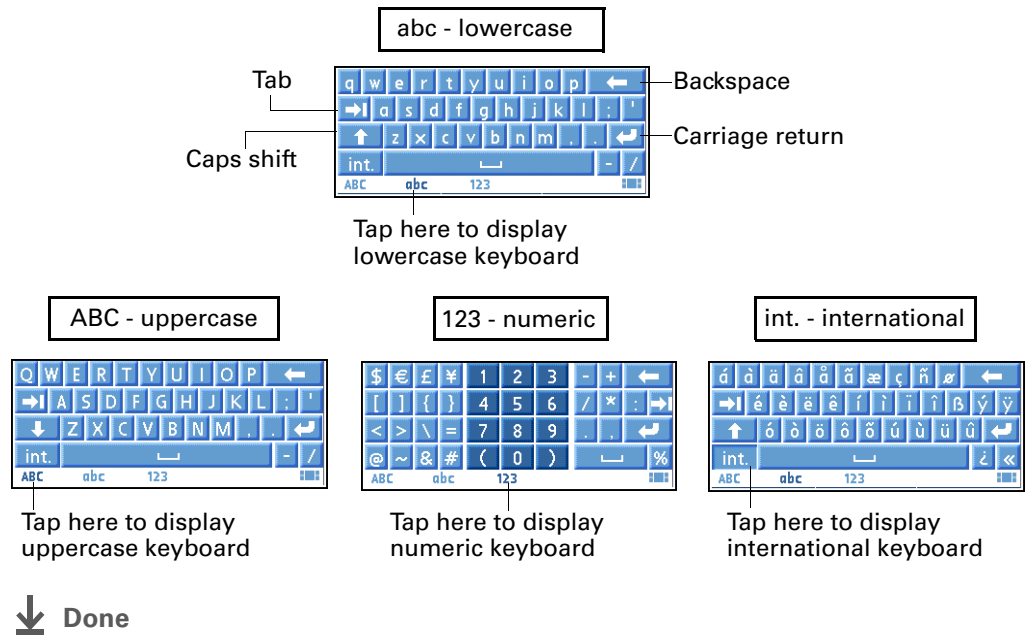 abc - lowercase
Tab
Backspace
q w e r t y u i o p
a s d f g h j k l ; '
Caps shift
z x c v b n m , .
Carriage return
int. - /
ABC abc 123
Tap here to display
lowercase keyboard
ABC - uppercase
Q W E R T Y U I O P
A S D F G H J K L ; '
Z X C V B N M , .
int. - /
ABC abc 123
Tap here to display
uppercase keyboard
123 - numeric
$ € £ ¥ 1 2 3 - +
[ ] { } 4 5 6 / * :
< > \ = 7 8 9 . ,
@ ~ & # ( 0 ) %
ABC abc 123
Tap here to display
numeric keyboard
int. - international
á à ä â å ã æ ç ñ ø
é è ë ê í ì ï î ß ý ÿ
ó ò ö ô õ ú ù ü û
int. ¿ «
ABC abc 123
Tap here to display
international keyboard
Done